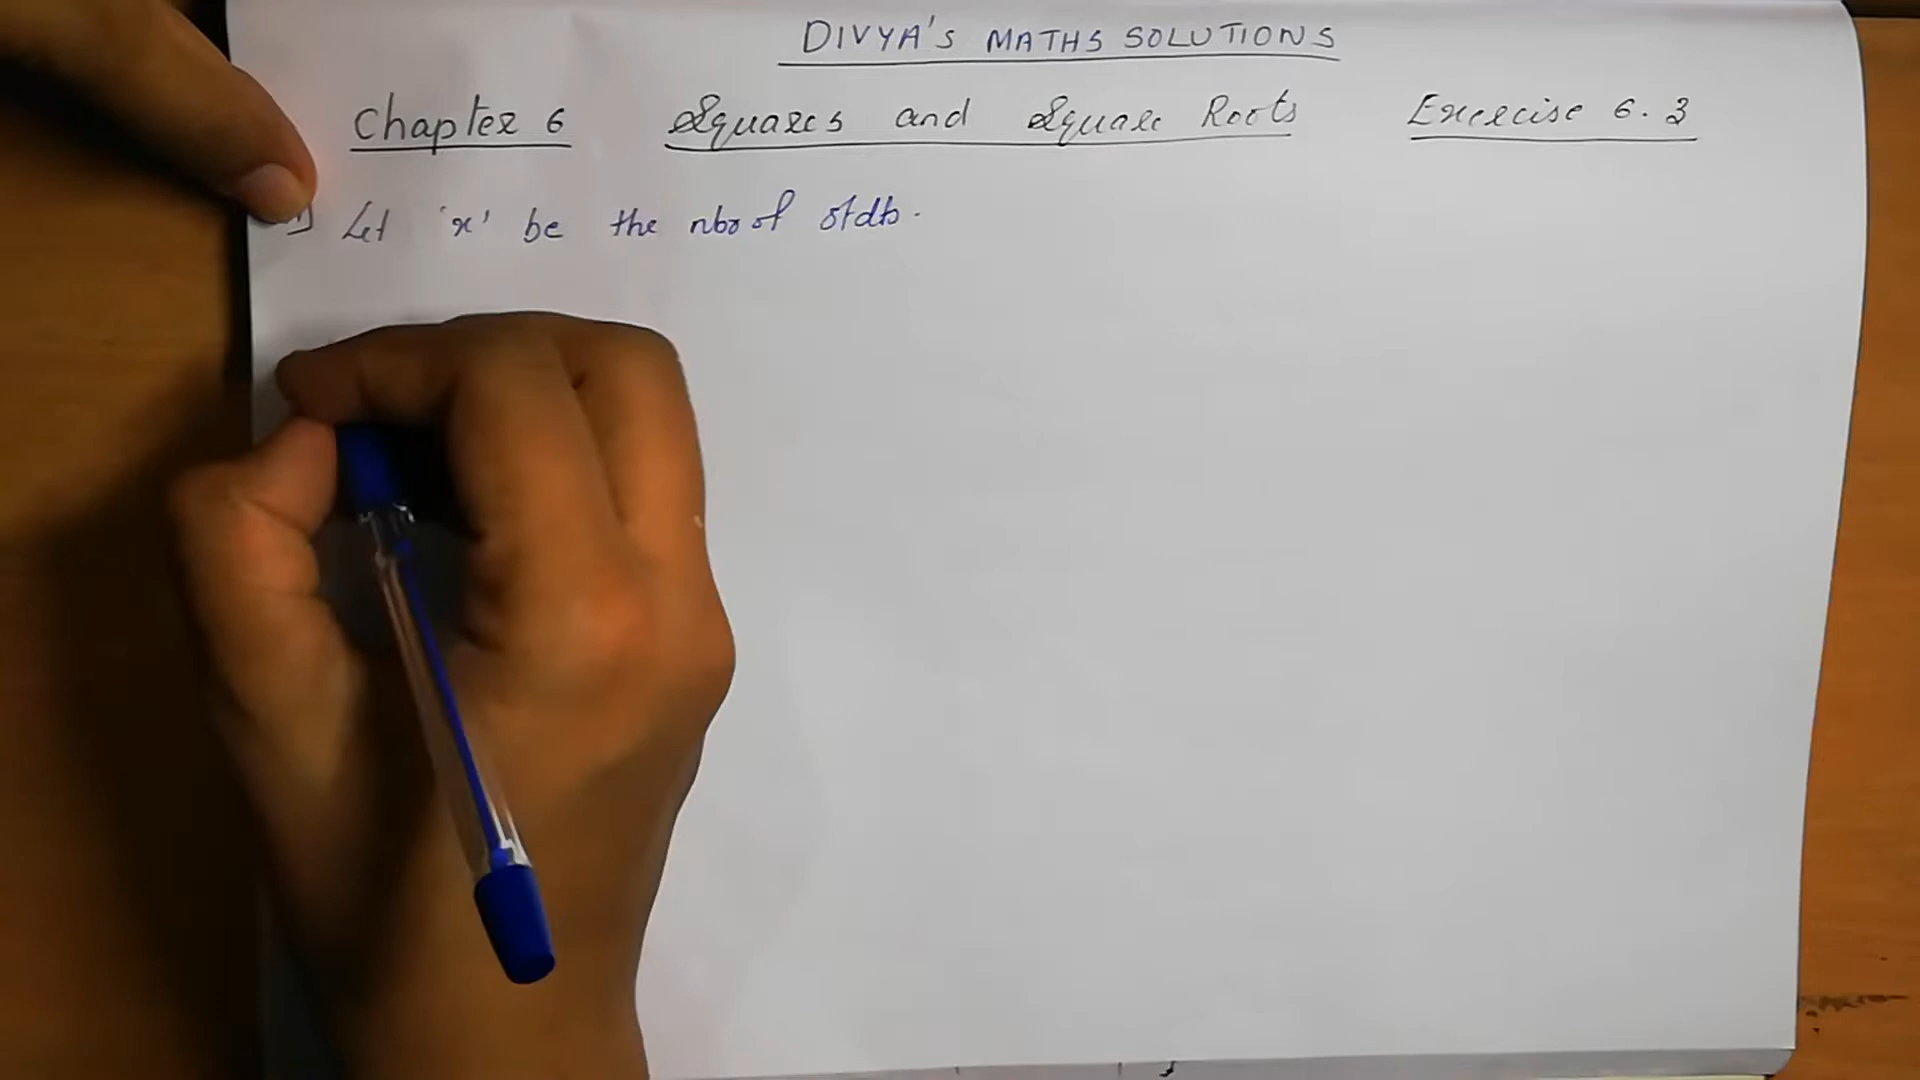 DIVYA'S MATHS SOLUTIONS
Chapter 6 Squares and Square Roots Exercise 6.3
Let 'x' be the nbr of stdts.